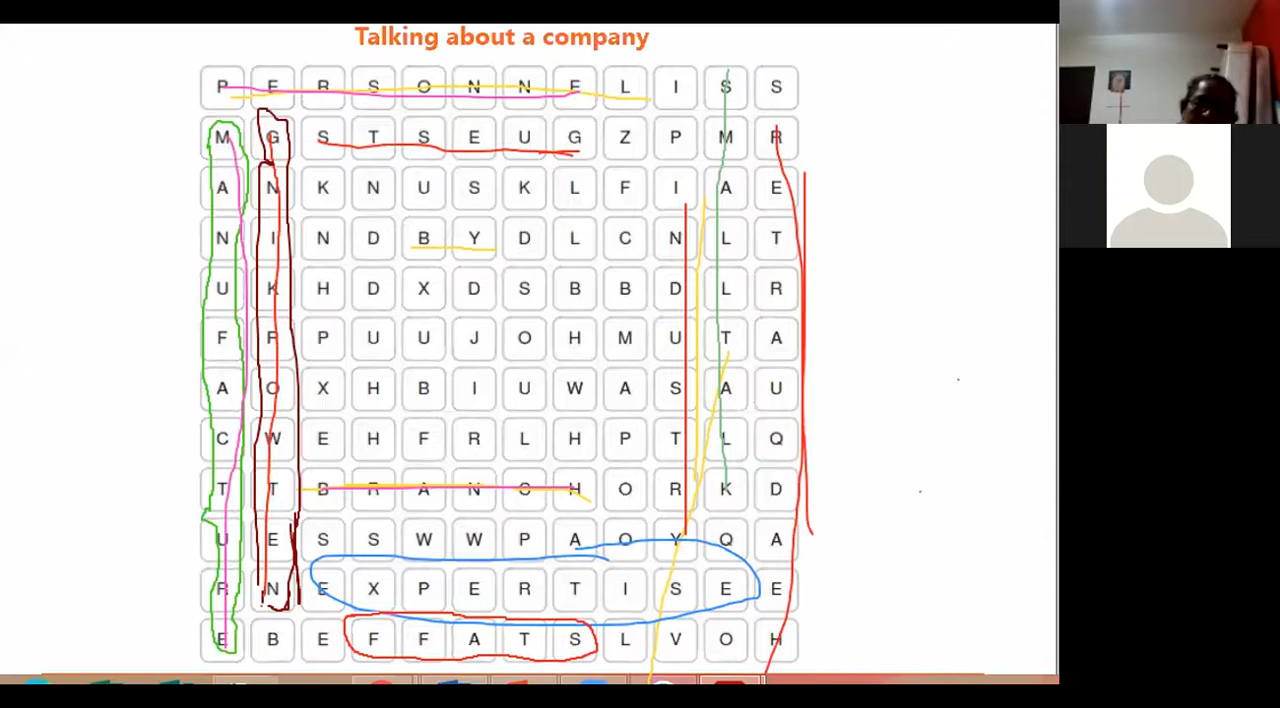 Talking about a company
P E R S O N N E L I S S
M G S T S E U G Z P M R
A N K N U S K L F I A E
N I N D B Y D L C N L T
U K H D X D S B B D L R
F R P U U J O H M U T A
A O X H B I U W A S A U
C W E H F R L H P T L Q
T T B R A N C H O R K D
U E S S W W P A O Y Q A
R N E X P E R T I S E E
E B E F F A T S L V O H